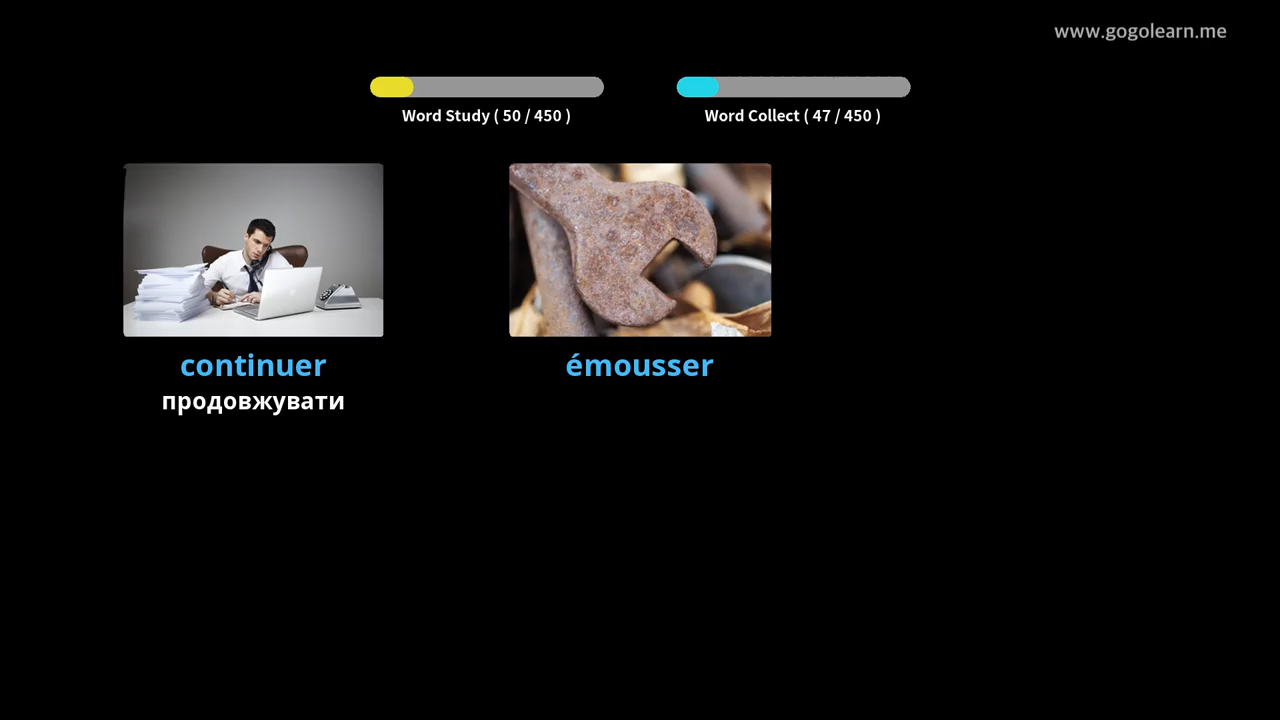 www.gogolearn.me
Word Study ( 50 / 450 )
Word Collect ( 47 / 450 )
continuer
продовжувати
émousser